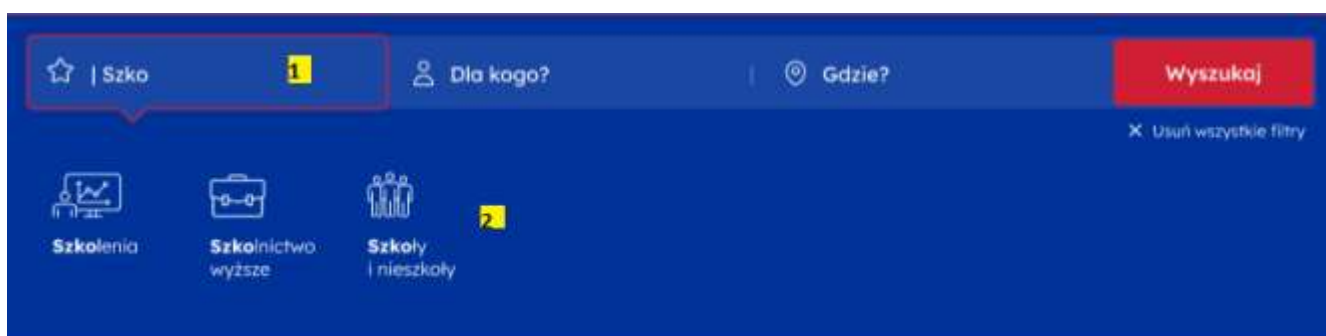 | Szko
1
Dla kogo?
Gdzie?
Wyszukaj
× Usuń wszystkie filtry
2
Szkolenia
Szkolnictwo
wyższe
Szkoły
i nieszkoły